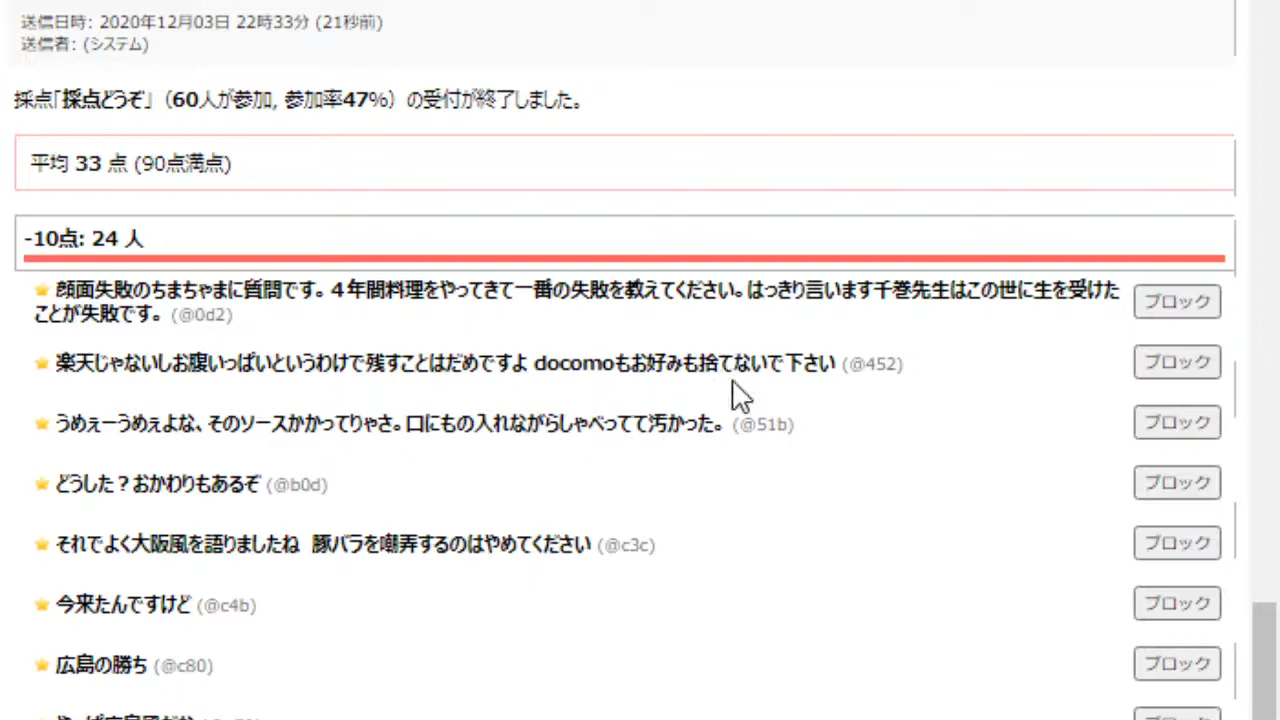 送信日時: 2020年12月03日 22時33分 (21秒前)
送信者: (システム)
採点「採点どうぞ」（60人が参加, 参加率47%）の受付が終了しました。
平均 33 点 (90点満点)
-10点: 24 人
顔面失敗のちまちゃまに質問です。４年間料理をやってきて一番の失敗を教えてください。はっきり言います千巻先生はこの世に生を受けた
ことが失敗です。 (@0d2)
ブロック
楽天じゃないしお腹いっぱいというわけで残すことはだめですよ docomoもお好みも捨てないで下さい (@452)
ブロック
うめぇーうめぇよな、そのソースかかってりゃさ。口にもの入れながらしゃべってて汚かった。 (@51b)
ブロック
どうした？おかわりもあるぞ (@b0d)
ブロック
それでよく大阪風を語りましたね 豚バラを嘲弄するのはやめてください (@c3c)
ブロック
今来たんですけど (@c4b)
ブロック
広島の勝ち (@c80)
ブロック